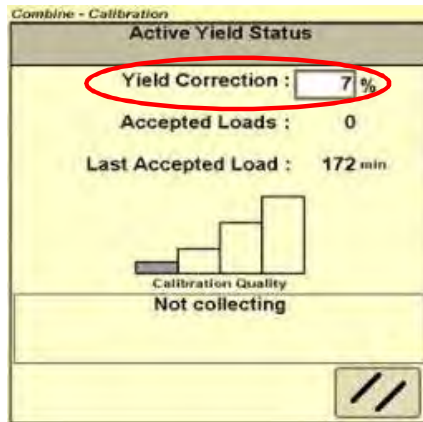 Combine - Calibration
Active Yield Status
Yield Correction : 7 %
Accepted Loads : 0
Last Accepted Load : 172 min
Calibration Quality
Not collecting